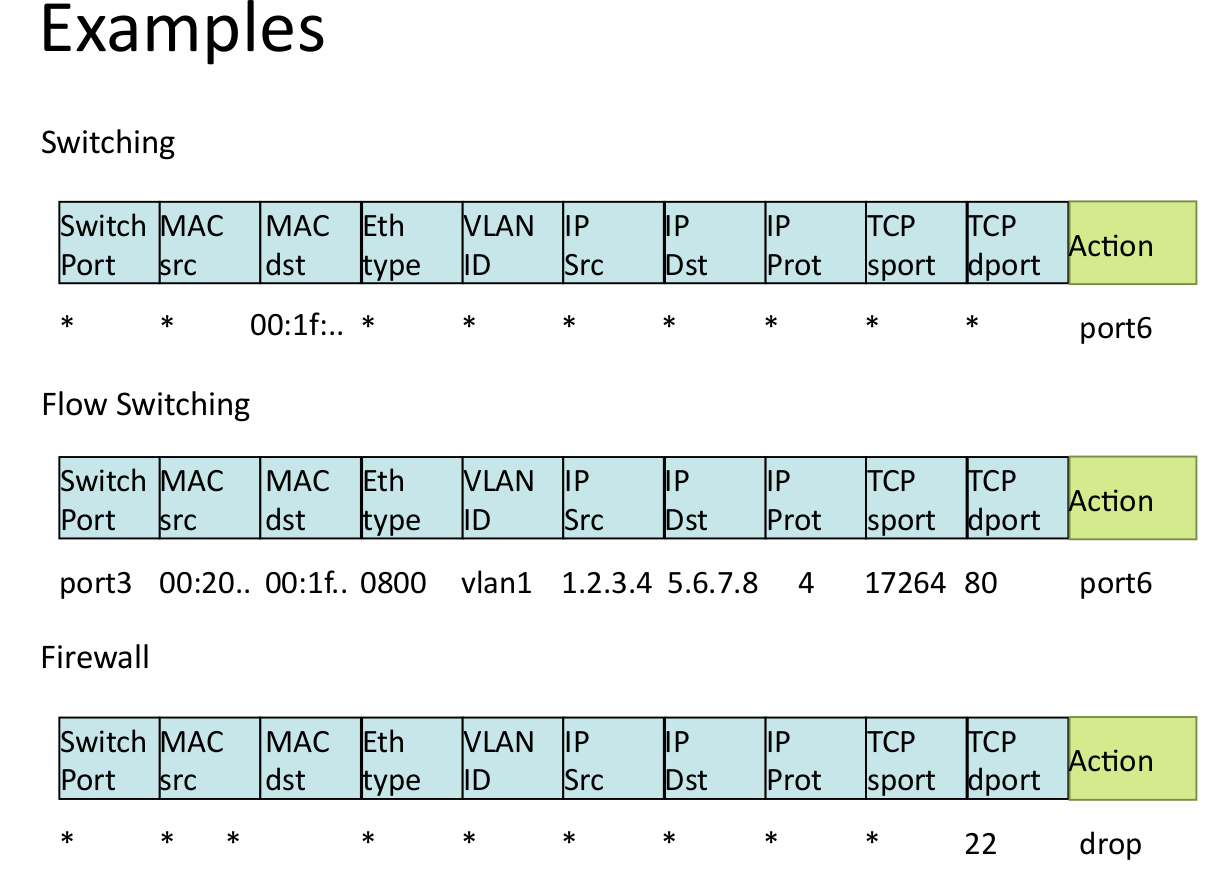 Examples
Switching
Switch Port MAC src MAC dst Eth type VLAN ID IP Src IP Dst IP Prot TCP sport TCP dport Action
* * 00:1f:.. * * * * * * * port6
Flow Switching
Switch Port MAC src MAC dst Eth type VLAN ID IP Src IP Dst IP Prot TCP sport TCP dport Action
port3 00:20.. 00:1f.. 0800 vlan1 1.2.3.4 5.6.7.8 4 17264 80 port6
Firewall
Switch Port MAC src MAC dst Eth type VLAN ID IP Src IP Dst IP Prot TCP sport TCP dport Action
* * * * * * * * * 22 drop